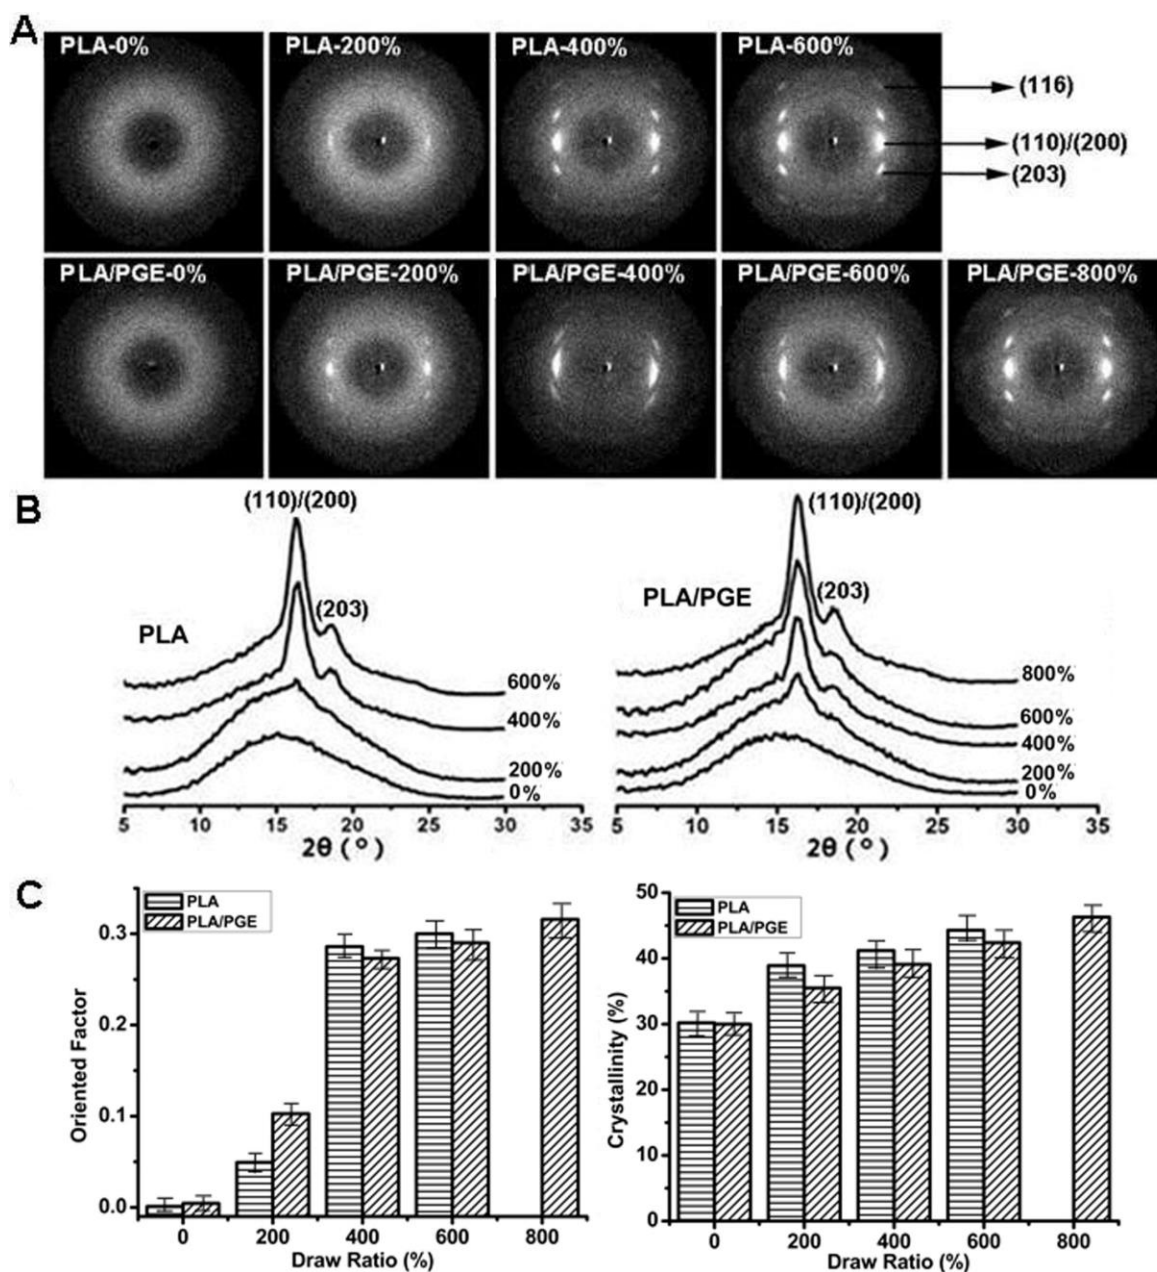 A
PLA-0% PLA-200% PLA-400% PLA-600%
(116)
(110)/(200)
(203)
PLA/PGE-0% PLA/PGE-200% PLA/PGE-400% PLA/PGE-600% PLA/PGE-800%
B
(110)/(200)
(203)
PLA
600%
400%
200%
0%
5 10 15 20 25 30 35
2θ ( ° )
(110)/(200)
(203)
PLA/PGE
800%
600%
400%
200%
0%
5 10 15 20 25 30 35
2θ ( ° )
C
PLA
PLA/PGE
Oriented Factor
0.3
0.1
0.0
0 200 400 600 800
Draw Ratio (%)
PLA
PLA/PGE
Crystallinity (%)
50
40
30
20
10
0
0 200 400 600 800
Draw Ratio (%)